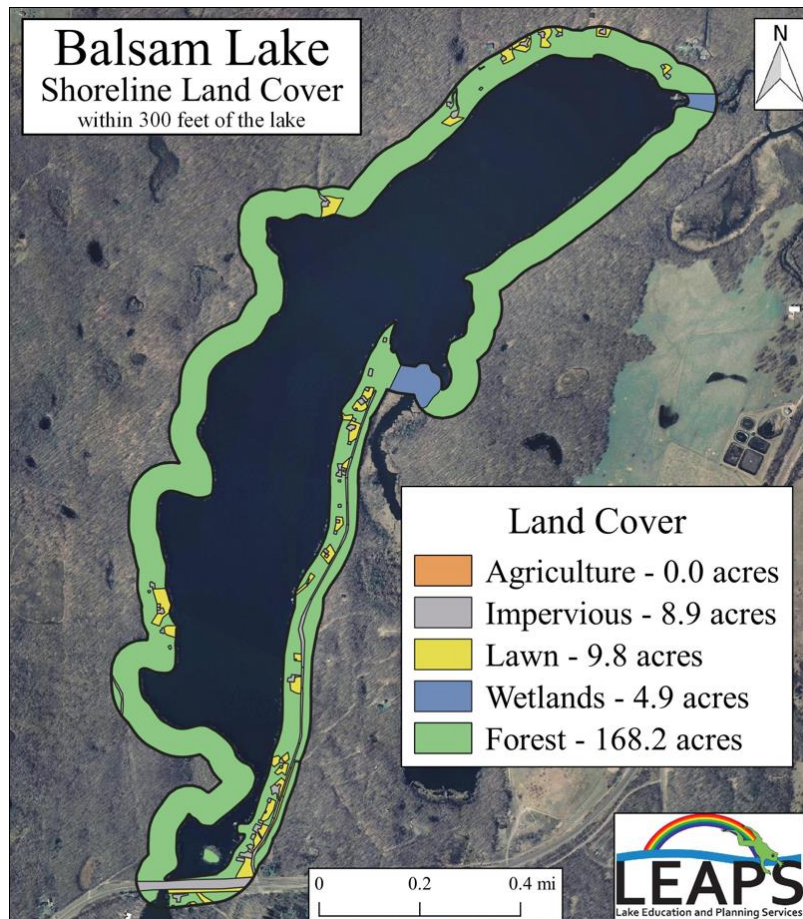 Balsam Lake
Shoreline Land Cover
within 300 feet of the lake
N
Land Cover
Agriculture - 0.0 acres
Impervious - 8.9 acres
Lawn - 9.8 acres
Wetlands - 4.9 acres
Forest - 168.2 acres
0 0.2 0.4 mi
LEAPS
Lake Education and Planning Services